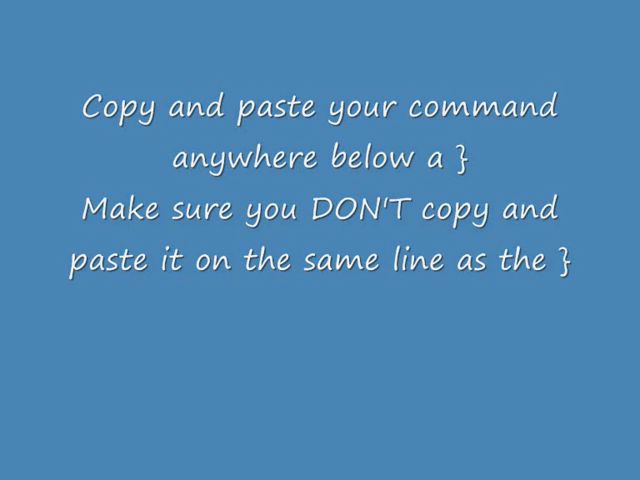 Copy and paste your command
anywhere below a }
Make sure you DON'T copy and
paste it on the same line as the }